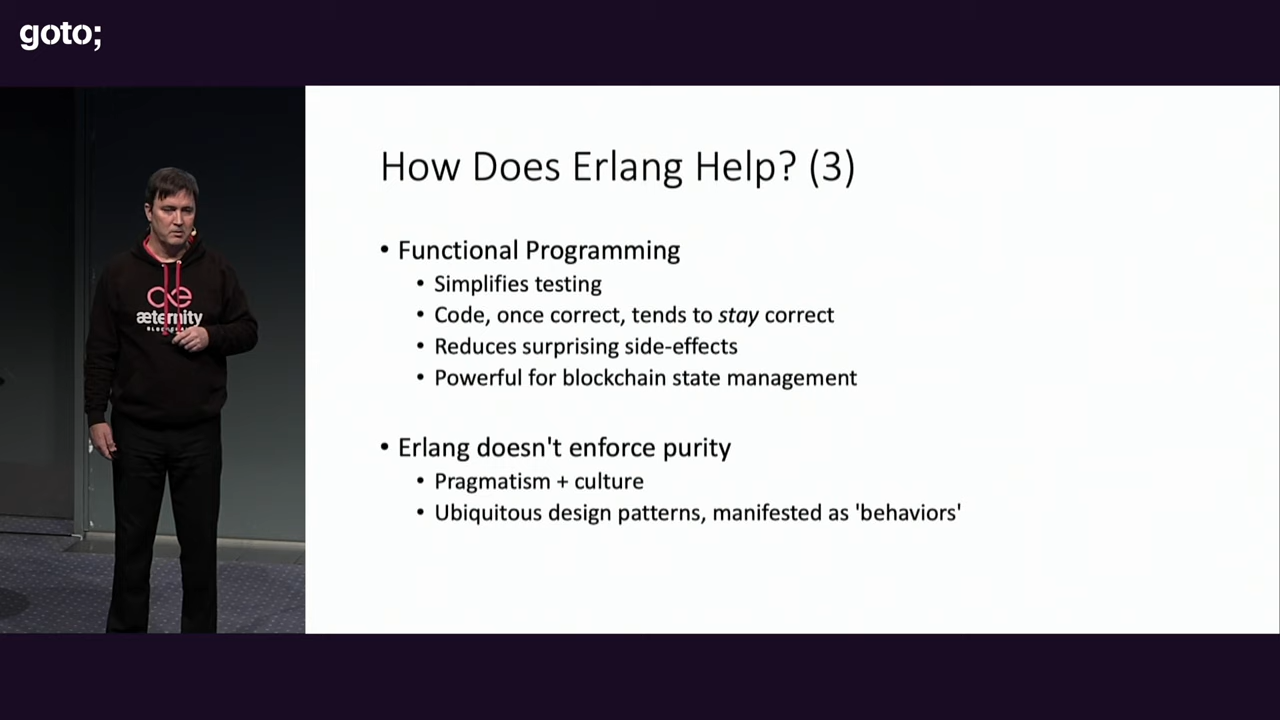 goto;
æternity
How Does Erlang Help? (3)
• Functional Programming
• Simplifies testing
• Code, once correct, tends to stay correct
• Reduces surprising side-effects
• Powerful for blockchain state management
• Erlang doesn't enforce purity
• Pragmatism + culture
• Ubiquitous design patterns, manifested as 'behaviors'